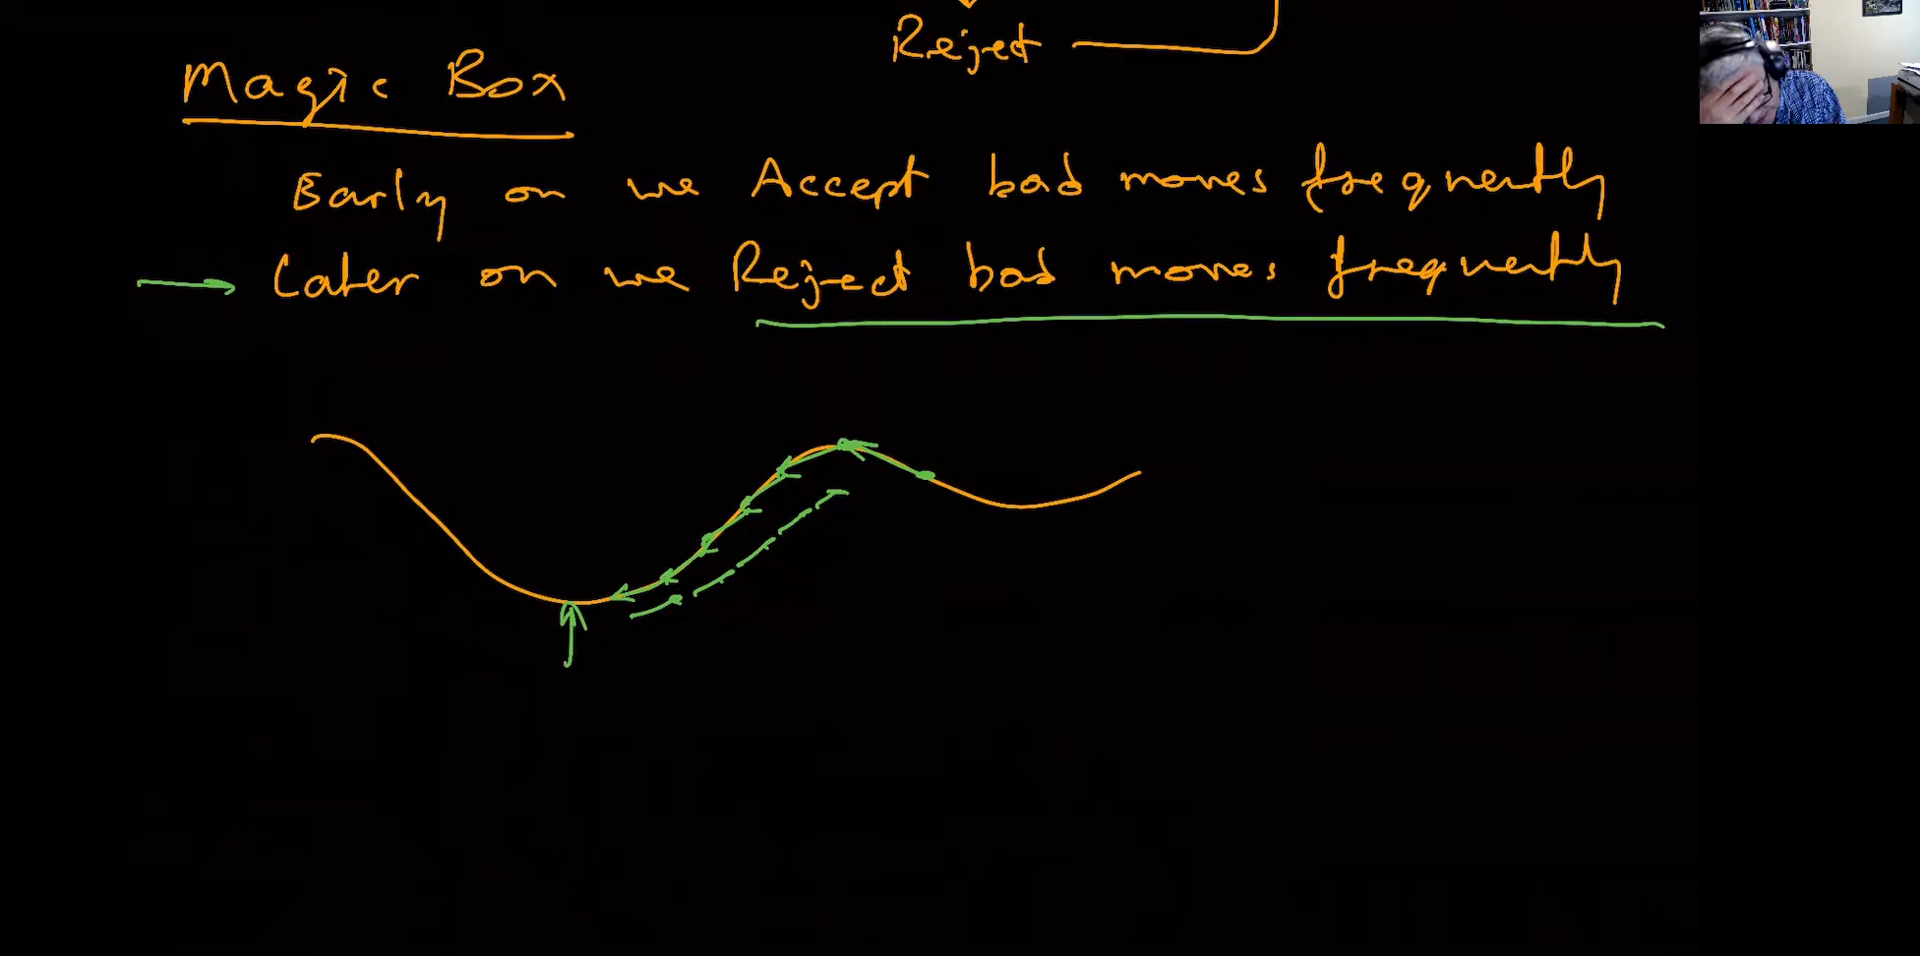 Reject
Magic Box
Early on we Accept bad moves frequently
Later on we Reject bad moves frequently